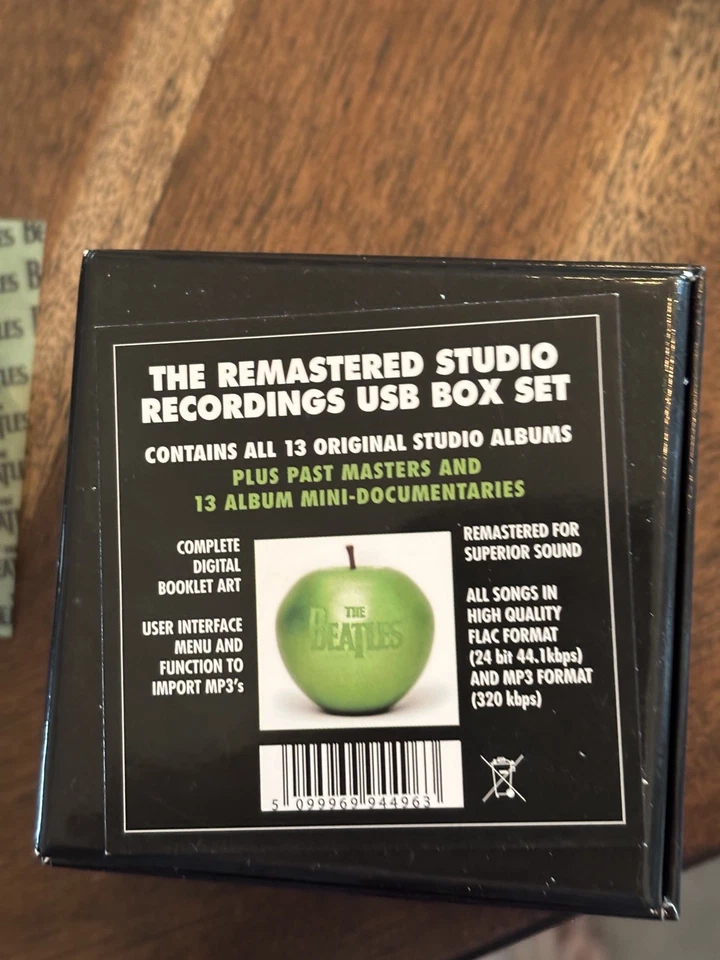 THE REMASTERED STUDIO
RECORDINGS USB BOX SET
CONTAINS ALL 13 ORIGINAL STUDIO ALBUMS
PLUS PAST MASTERS AND
13 ALBUM MINI-DOCUMENTARIES
COMPLETE
DIGITAL
BOOKLET ART
USER INTERFACE
MENU AND
FUNCTION TO
IMPORT MP3's
THE
BEATLES
REMASTERED FOR
SUPERIOR SOUND
ALL SONGS IN
HIGH QUALITY
FLAC FORMAT
(24 bit 44.1kbps)
AND MP3 FORMAT
(320 kbps)
5 099969 944963